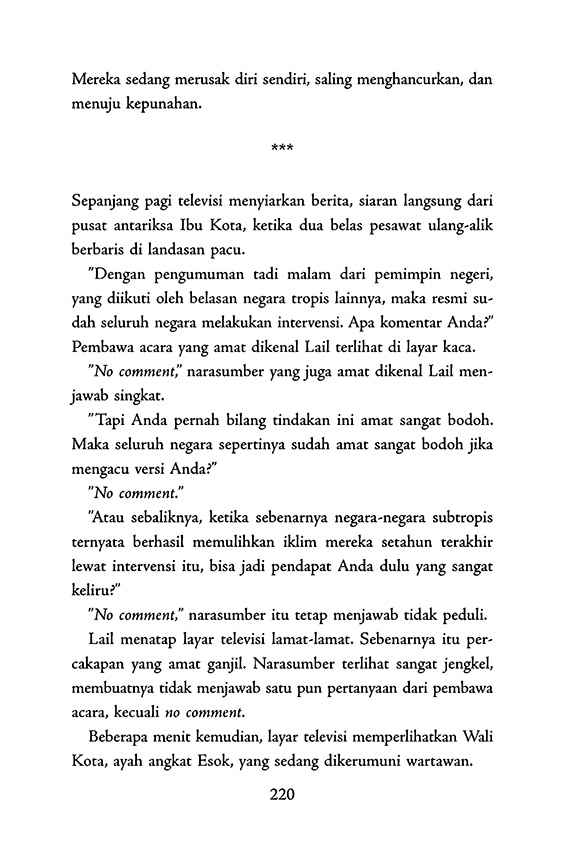 Mereka sedang merusak diri sendiri, saling menghancurkan, dan
menuju kepunahan.
***
Sepanjang pagi televisi menyiarkan berita, siaran langsung dari
pusat antariksa Ibu Kota, ketika dua belas pesawat ulang-alik
berbaris di landasan pacu.
"Dengan pengumuman tadi malam dari pemimpin negeri,
yang diikuti oleh belasan negara tropis lainnya, maka resmi su-
dah seluruh negara melakukan intervensi. Apa komentar Anda?"
Pembawa acara yang amat dikenal Lail terlihat di layar kaca.
"No comment," narasumber yang juga amat dikenal Lail men-
jawab singkat.
"Tapi Anda pernah bilang tindakan ini amat sangat bodoh.
Maka seluruh negara sepertinya sudah amat sangat bodoh jika
mengacu versi Anda?"
"No comment."
"Atau sebaliknya, ketika sebenarnya negara-negara subtropis
ternyata berhasil memulihkan iklim mereka setahun terakhir
lewat intervensi itu, bisa jadi pendapat Anda dulu yang sangat
keliru?"
"No comment," narasumber itu tetap menjawab tidak peduli.
Lail menatap layar televisi lamat-lamat. Sebenarnya itu per-
cakapan yang amat ganjil. Narasumber terlihat sangat jengkel,
membuatnya tidak menjawab satu pun pertanyaan dari pembawa
acara, kecuali no comment.
Beberapa menit kemudian, layar televisi memperlihatkan Wali
Kota, ayah angkat Esok, yang sedang dikerumuni wartawan.
220